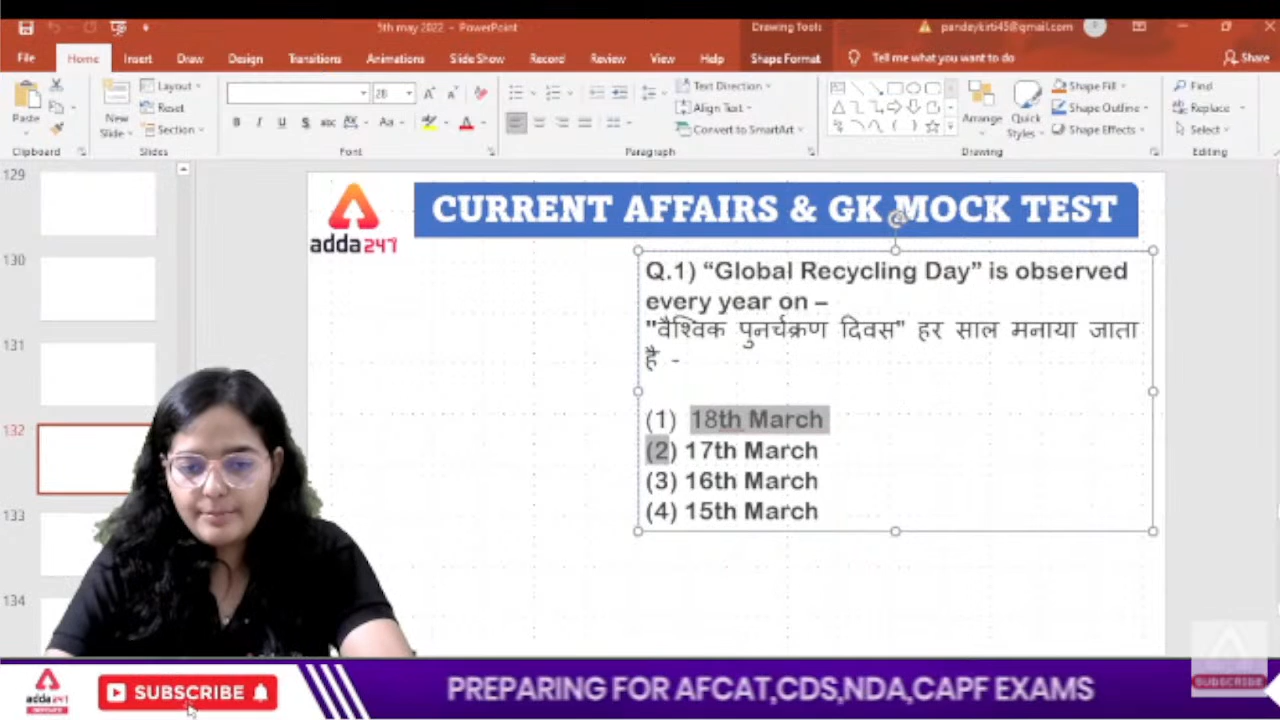 5th may 2022 - PowerPoint
Drawing Tools
pandeykirti45@gmail.com
File Home Insert Draw Design Transitions Animations Slide Show Record Review View Help Shape Format Tell me what you want to do Share
Paste
New Slide
Layout
Reset
Section
28
Text Direction
Align Text
Convert to SmartArt
Arrange
Quick Styles
Shape Fill
Shape Outline
Shape Effects
Find
Replace
Select
Clipboard Slides Font Paragraph Drawing Editing
129
130
131
132
133
134
adda247
CURRENT AFFAIRS & GK MOCK TEST
Q.1) “Global Recycling Day” is observed
every year on –
"वैश्विक पुनर्चक्रण दिवस" हर साल मनाया जाता
है -
(1) 18th March
(2) 17th March
(3) 16th March
(4) 15th March
SUBSCRIBE
adda247
SUBSCRIBE
PREPARING FOR AFCAT,CDS,NDA,CAPF EXAMS